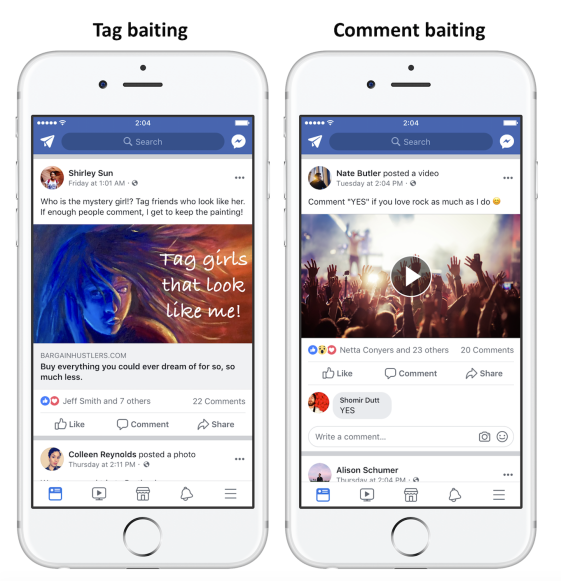 Tag baiting
2:04
Search
Shirley Sun
Friday at 1:01 AM ·
Who is the mystery girl!? Tag friends who look like her.
If enough people comment, I get to keep the painting!
Tag girls
that look
like me!
BARGAINHUSTLERS.COM
Buy everything you could ever dream of for so, so
much less.
Jeff Smith and 7 others 22 Comments
Like Comment Share
Colleen Reynolds posted a photo
Thursday at 2:11 PM ·
Comment baiting
2:04
Search
Nate Butler posted a video
Tuesday at 2:04 PM ·
Comment "YES" if you love rock as much as I do 😊
Netta Conyers and 23 others 20 Comments
Like Comment Share
Shomir Dutt
YES
Write a comment...
Alison Schumer
Thursday at 2:04 PM ·